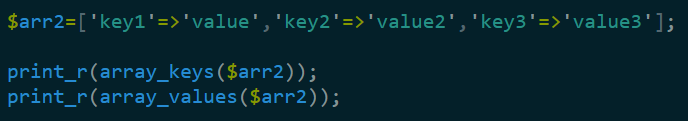 $arr2=['key1'=>'value','key2'=>'value2','key3'=>'value3'];
print_r(array_keys($arr2));
print_r(array_values($arr2));